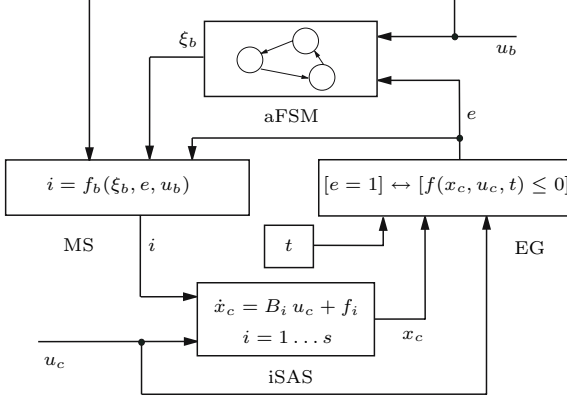 ξ_b
u_b
aFSM
e
i = f_b(ξ_b, e, u_b)
[e = 1] ↔ [f(x_c, u_c, t) ≤ 0]
MS
i
t
EG
ẋ_c = B_i u_c + f_i
i = 1 … s
x_c
u_c
iSAS